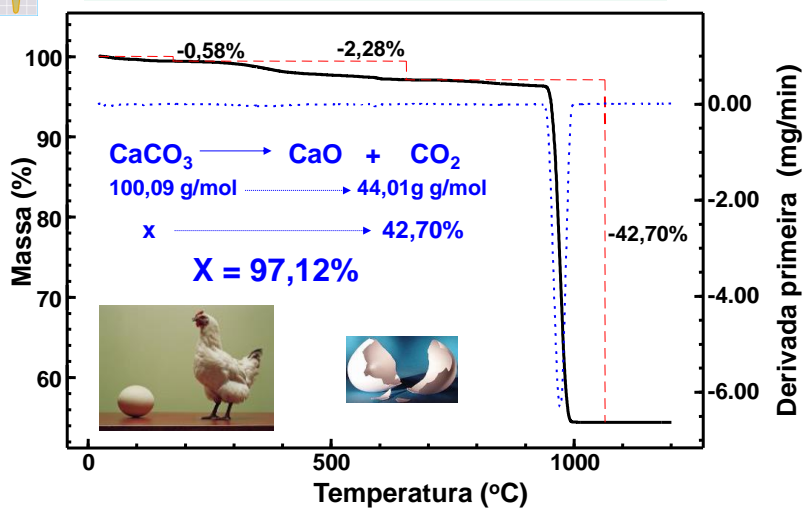 -0,58%
-2,28%
100
90
80
70
60
Massa (%)
CaCO3 CaO + CO2
100,09 g/mol 44,01g g/mol
x 42,70%
X = 97,12%
-42,70%
0.00
-2.00
-4.00
-6.00
Derivada primeira (mg/min)
0 500 1000
Temperatura (oC)